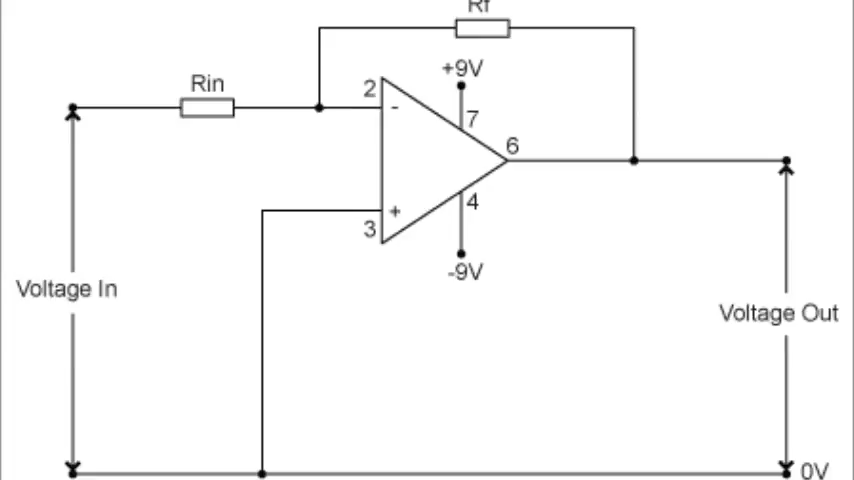 Rf
Rin
+9V
2
-
7
6
+
3
4
-9V
Voltage In
Voltage Out
0V